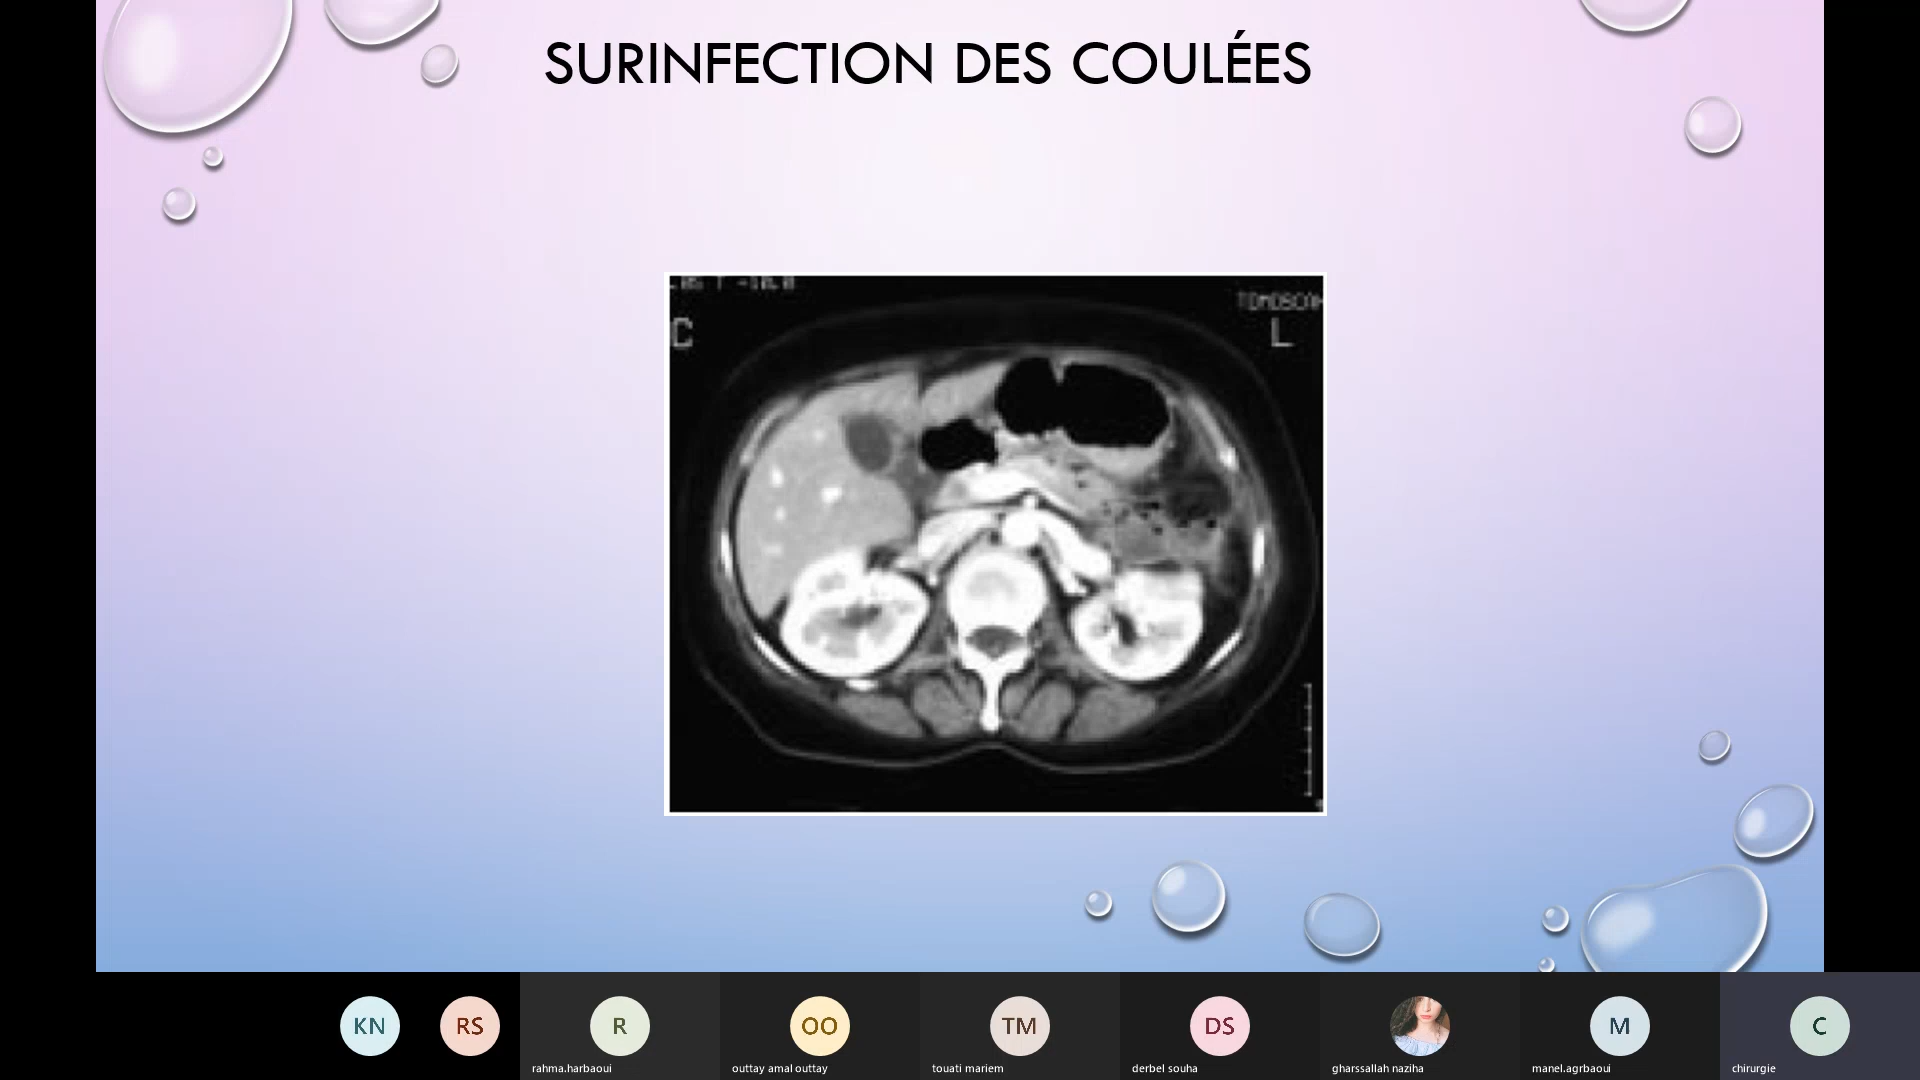 SURINFECTION DES COULÉES
C
L
KN
RS
R
OO
TM
DS
M
C
rahma.harbaoui
outtay amal outtay
touati mariem
derbel souha
gharssallah naziha
manel.agrbaoui
chirurgie